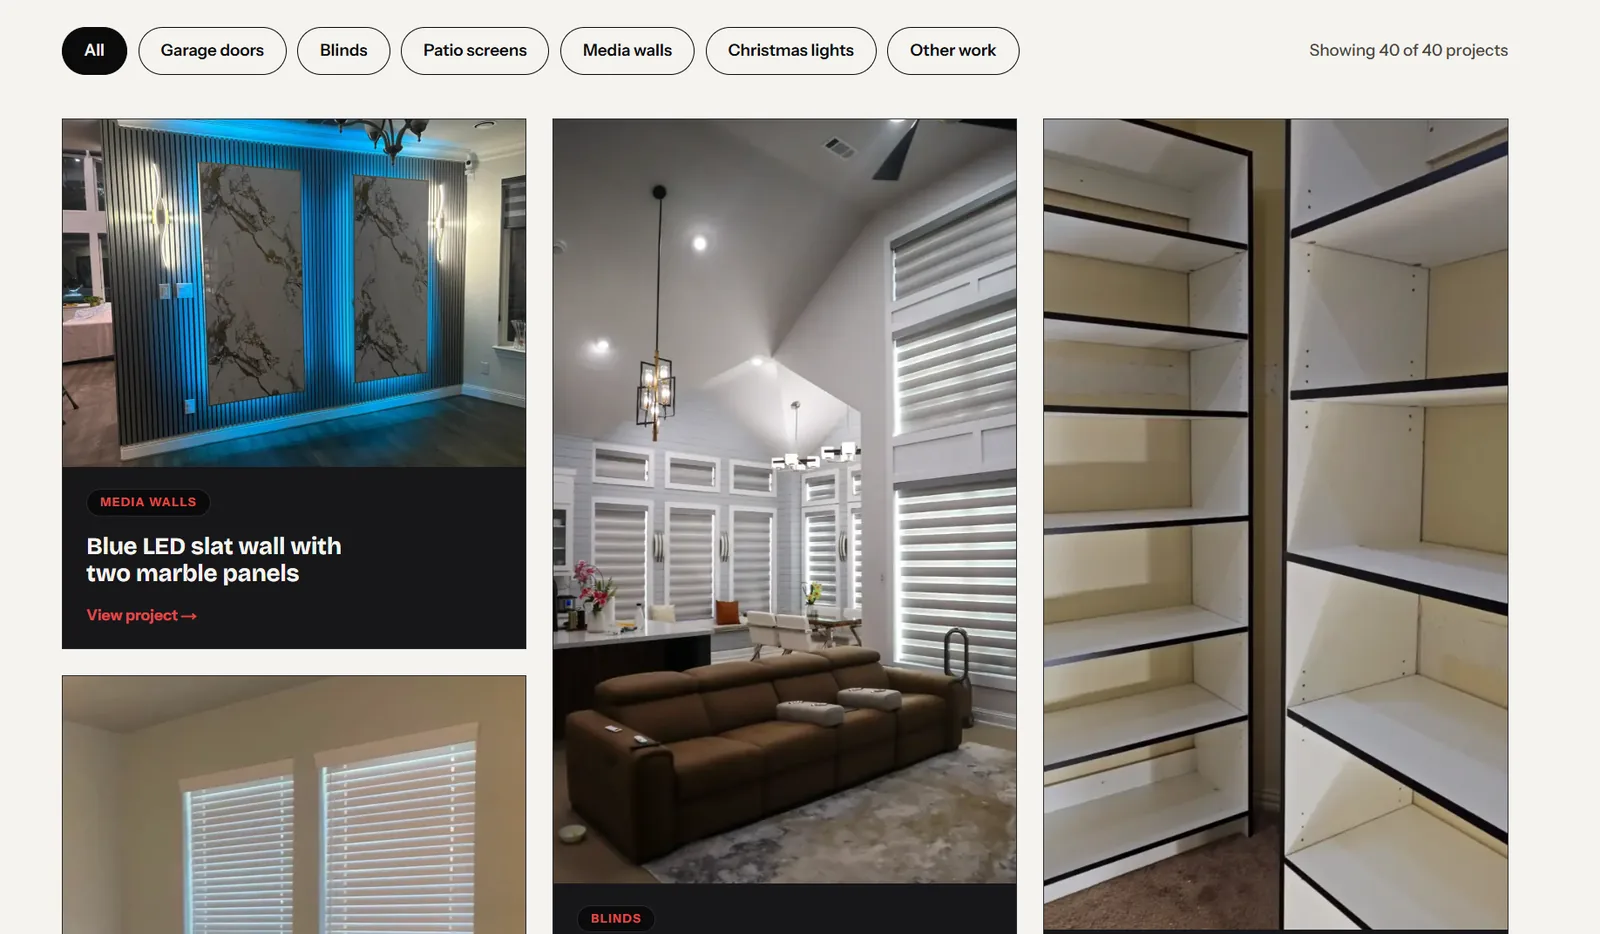 All
Garage doors
Blinds
Patio screens
Media walls
Christmas lights
Other work
Showing 40 of 40 projects
MEDIA WALLS
Blue LED slat wall with
two marble panels
View project →
BLINDS